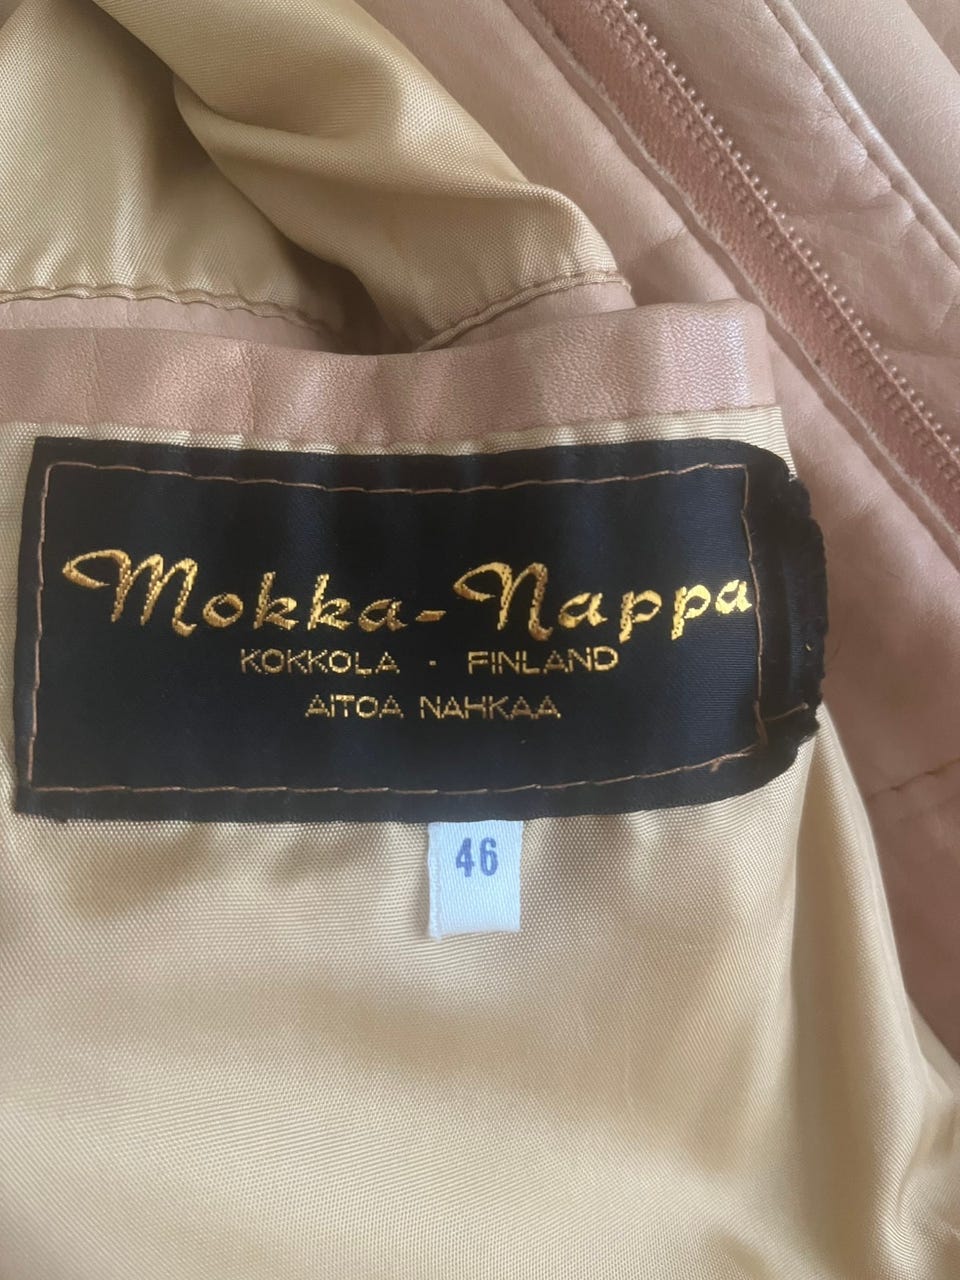 Mokka-Nappa
KOKKOLA · FINLAND
AITOA NAHKAA
46